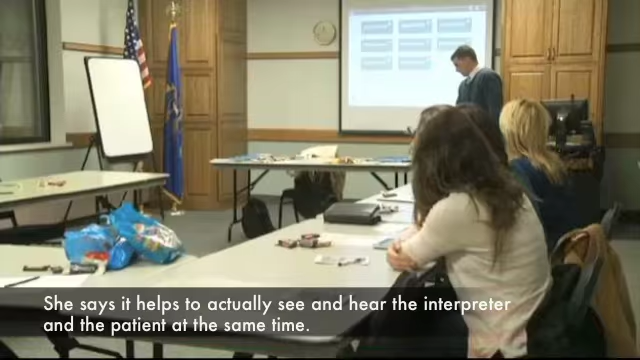 She says it helps to actually see and hear the interpreter
and the patient at the same time.